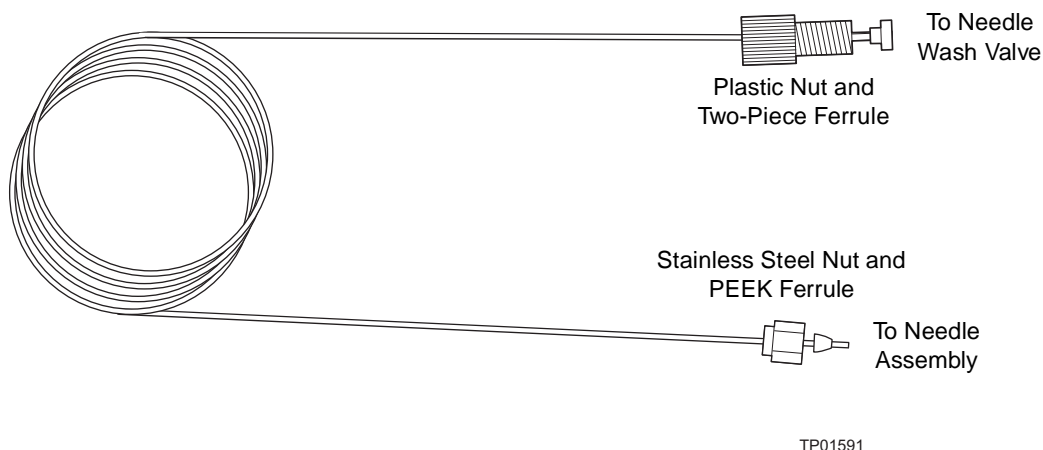 To Needle
Wash Valve
Plastic Nut and
Two-Piece Ferrule
Stainless Steel Nut and
PEEK Ferrule
To Needle
Assembly
TP01591